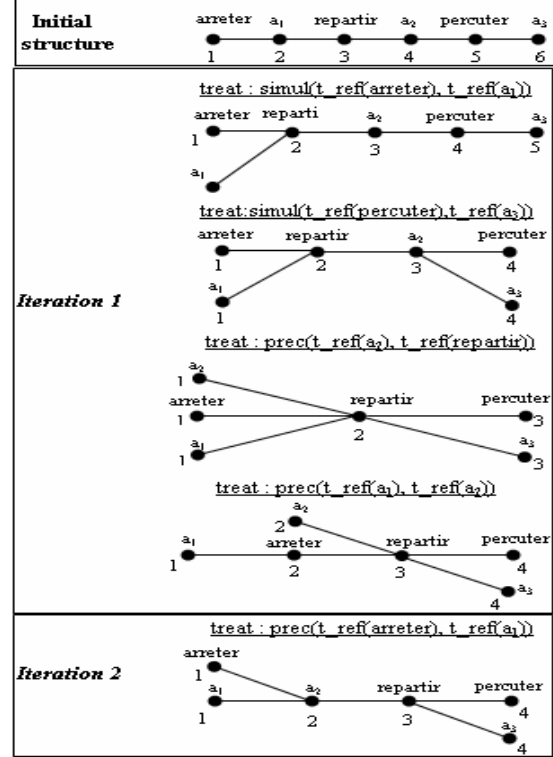 Initial structure
arreter a₁ repartir a₂ percuter a₃
1 2 3 4 5 6
treat : simul(t_ref(arreter), t_ref(a₁))
arreter reparti a₂ percuter a₃
1 2 3 4 5
a₁
treat:simul(t_ref(percuter),t_ref(a₃))
arreter repartir a₂ percuter
1 2 3 4
Iteration 1
a₁ a₃
1 4
treat : prec(t_ref(a₂), t_ref(repartir))
a₂
1
arreter repartir percuter
1 2 3
a₁ a₃
1 3
treat : prec(t_ref(a₁), t_ref(a₂))
a₂
2
a₁ arreter repartir percuter
1 2 3 4
a₃
4
treat : prec(t_ref(arreter), t_ref(a₁))
arreter
1
Iteration 2
a₁ a₂ repartir percuter
1 2 3 4
a₃
4